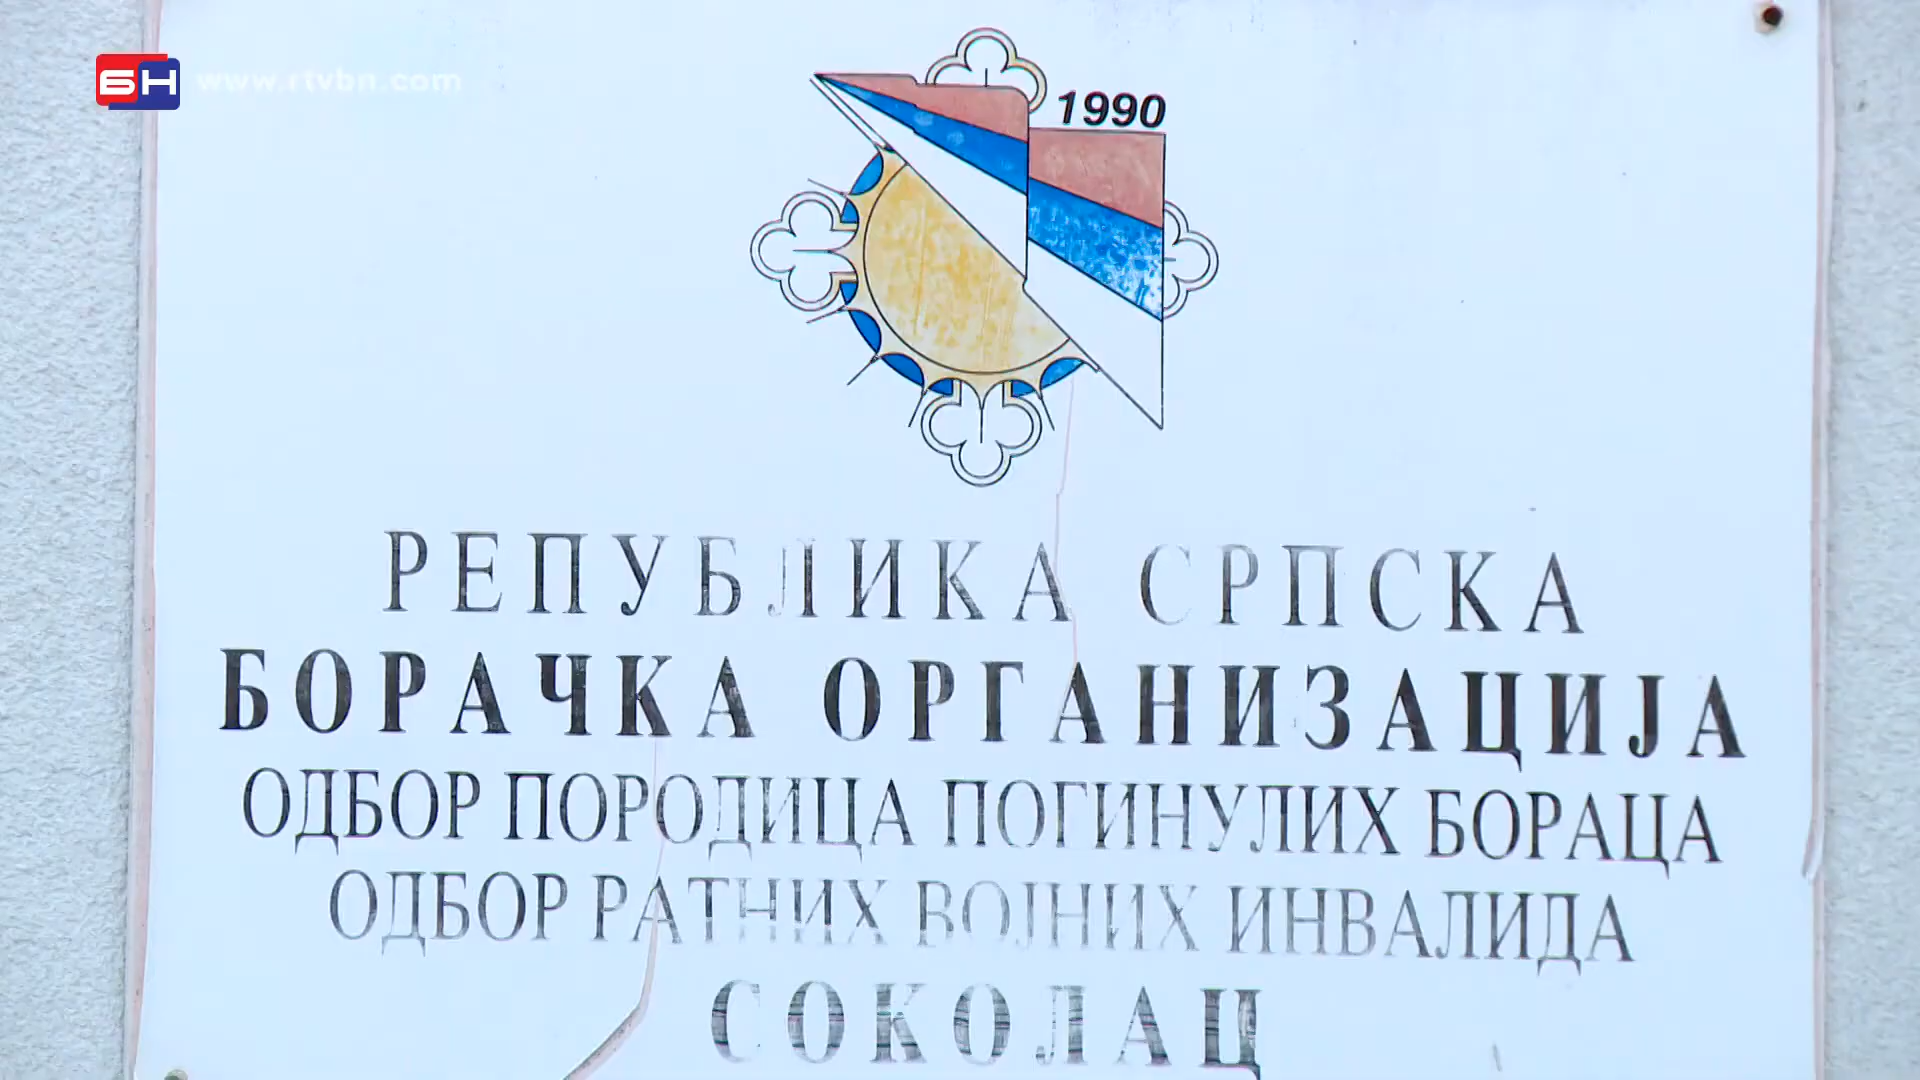 БН www.rtvbn.com
1990
РЕПУБЛИКА СРПСКА
БОРАЧКА ОРГАНИЗАЦИЈА
ОДБОР ПОРОДИЦА ПОГИНУЛИХ БОРАЦА
ОДБОР РАТНИХ ВОЈНИХ ИНВАЛИДА
СОКОЛАЦ